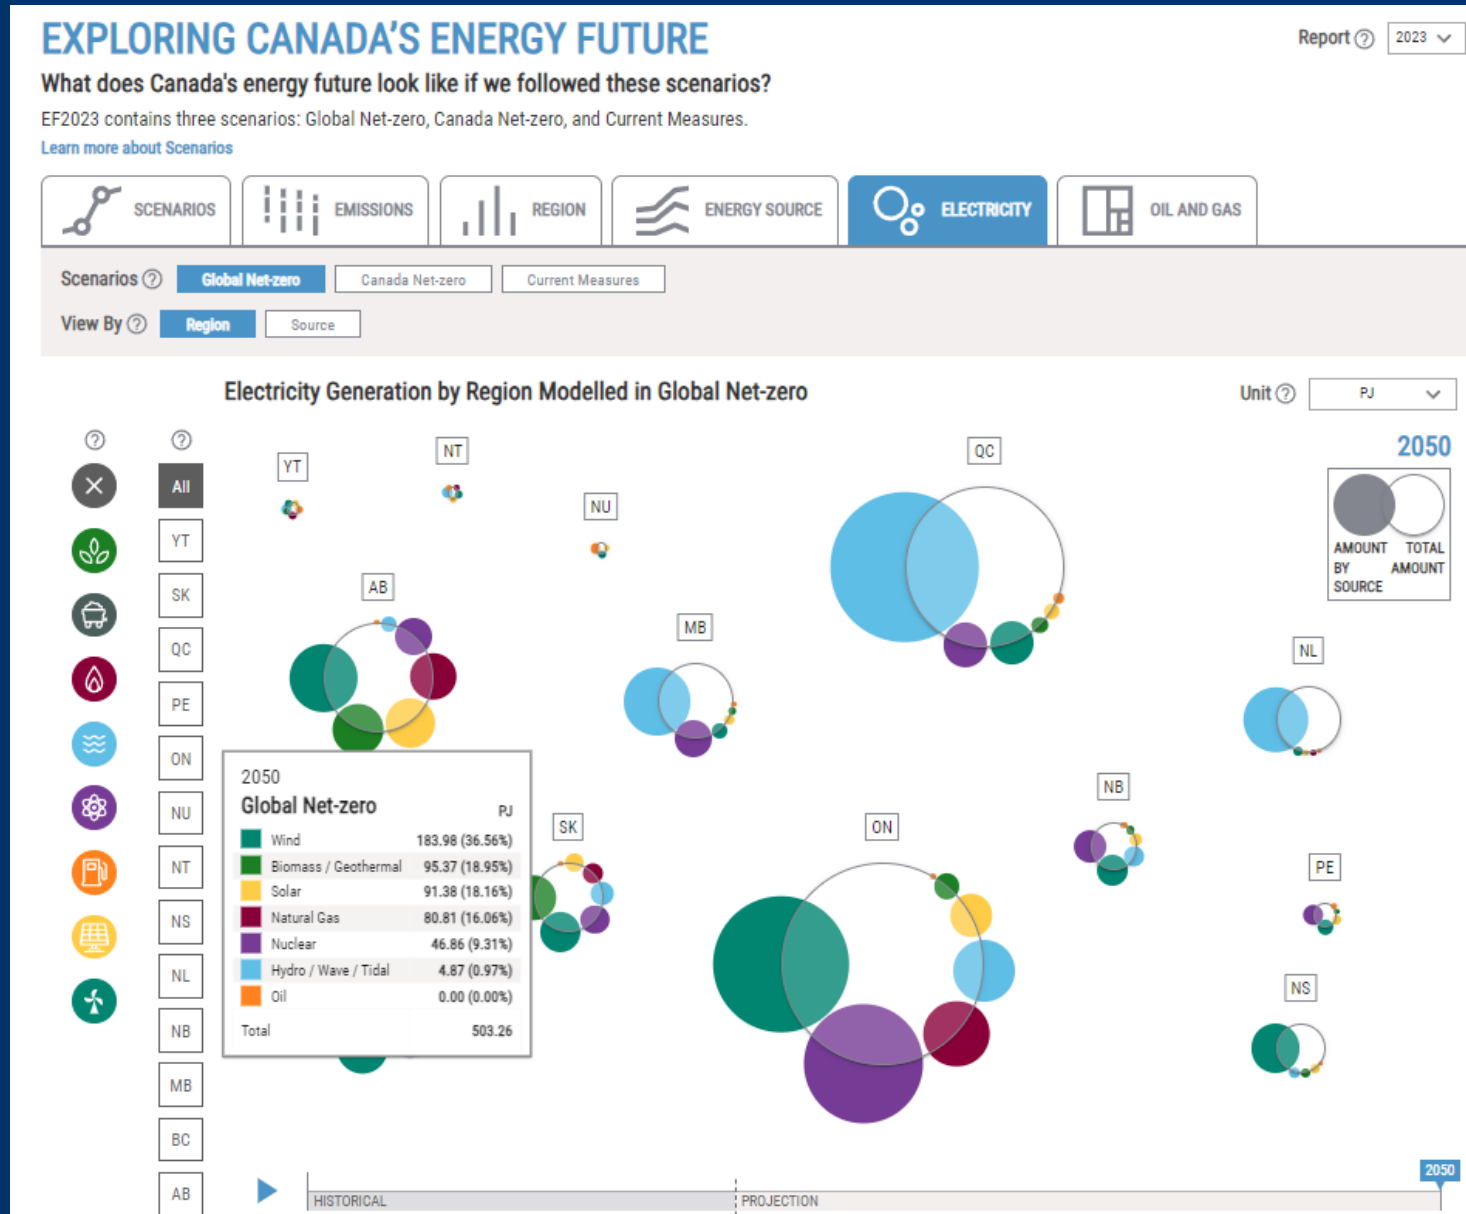 EXPLORING CANADA'S ENERGY FUTURE
Report ? 2023
What does Canada's energy future look like if we followed these scenarios?
EF2023 contains three scenarios: Global Net-zero, Canada Net-zero, and Current Measures.
Learn more about Scenarios
SCENARIOS
EMISSIONS
REGION
ENERGY SOURCE
ELECTRICITY
OIL AND GAS
Scenarios ? Global Net-zero Canada Net-zero Current Measures
View By ? Region Source
Electricity Generation by Region Modelled in Global Net-zero
Unit ? PJ
2050
AMOUNT BY SOURCE
TOTAL AMOUNT
? ?
All
YT
SK
QC
PE
ON
NU
NT
NS
NL
NB
MB
BC
AB
YT
NT
NU
QC
AB
MB
NL
SK
ON
NB
PE
NS
2050
Global Net-zero PJ
Wind 183.98 (36.56%)
Biomass / Geothermal 95.37 (18.95%)
Solar 91.38 (18.16%)
Natural Gas 80.81 (16.06%)
Nuclear 46.86 (9.31%)
Hydro / Wave / Tidal 4.87 (0.97%)
Oil 0.00 (0.00%)
Total 503.26
2050
HISTORICAL
PROJECTION